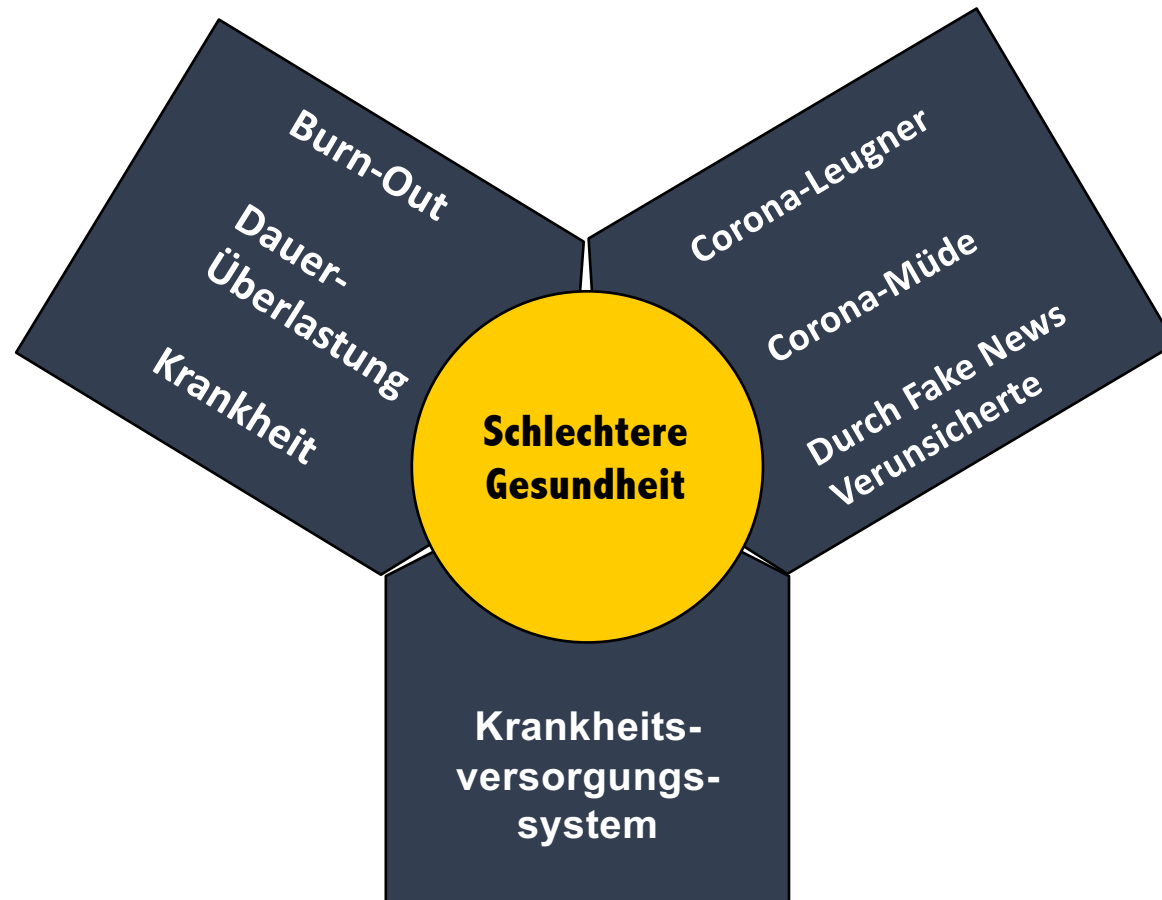 Burn-Out
Dauer-
Überlastung
Krankheit
Corona-Leugner
Corona-Müde
Durch Fake News
Verunsicherte
Schlechtere
Gesundheit
Krankheits-
versorgungs-
system